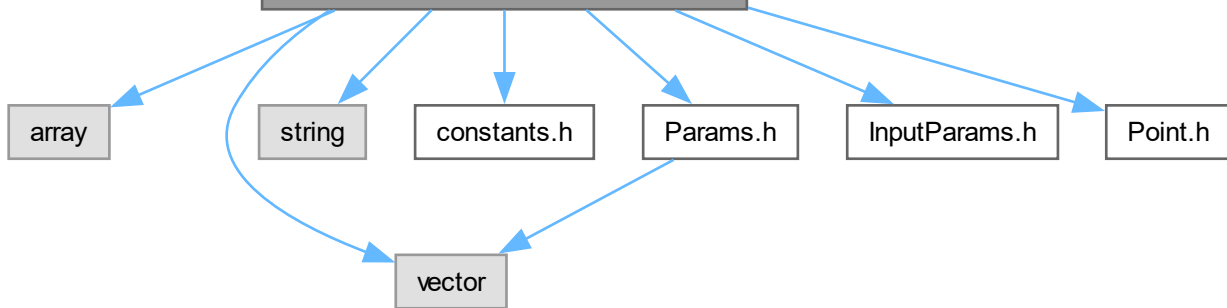 array
string
constants.h
Params.h
InputParams.h
Point.h
vector